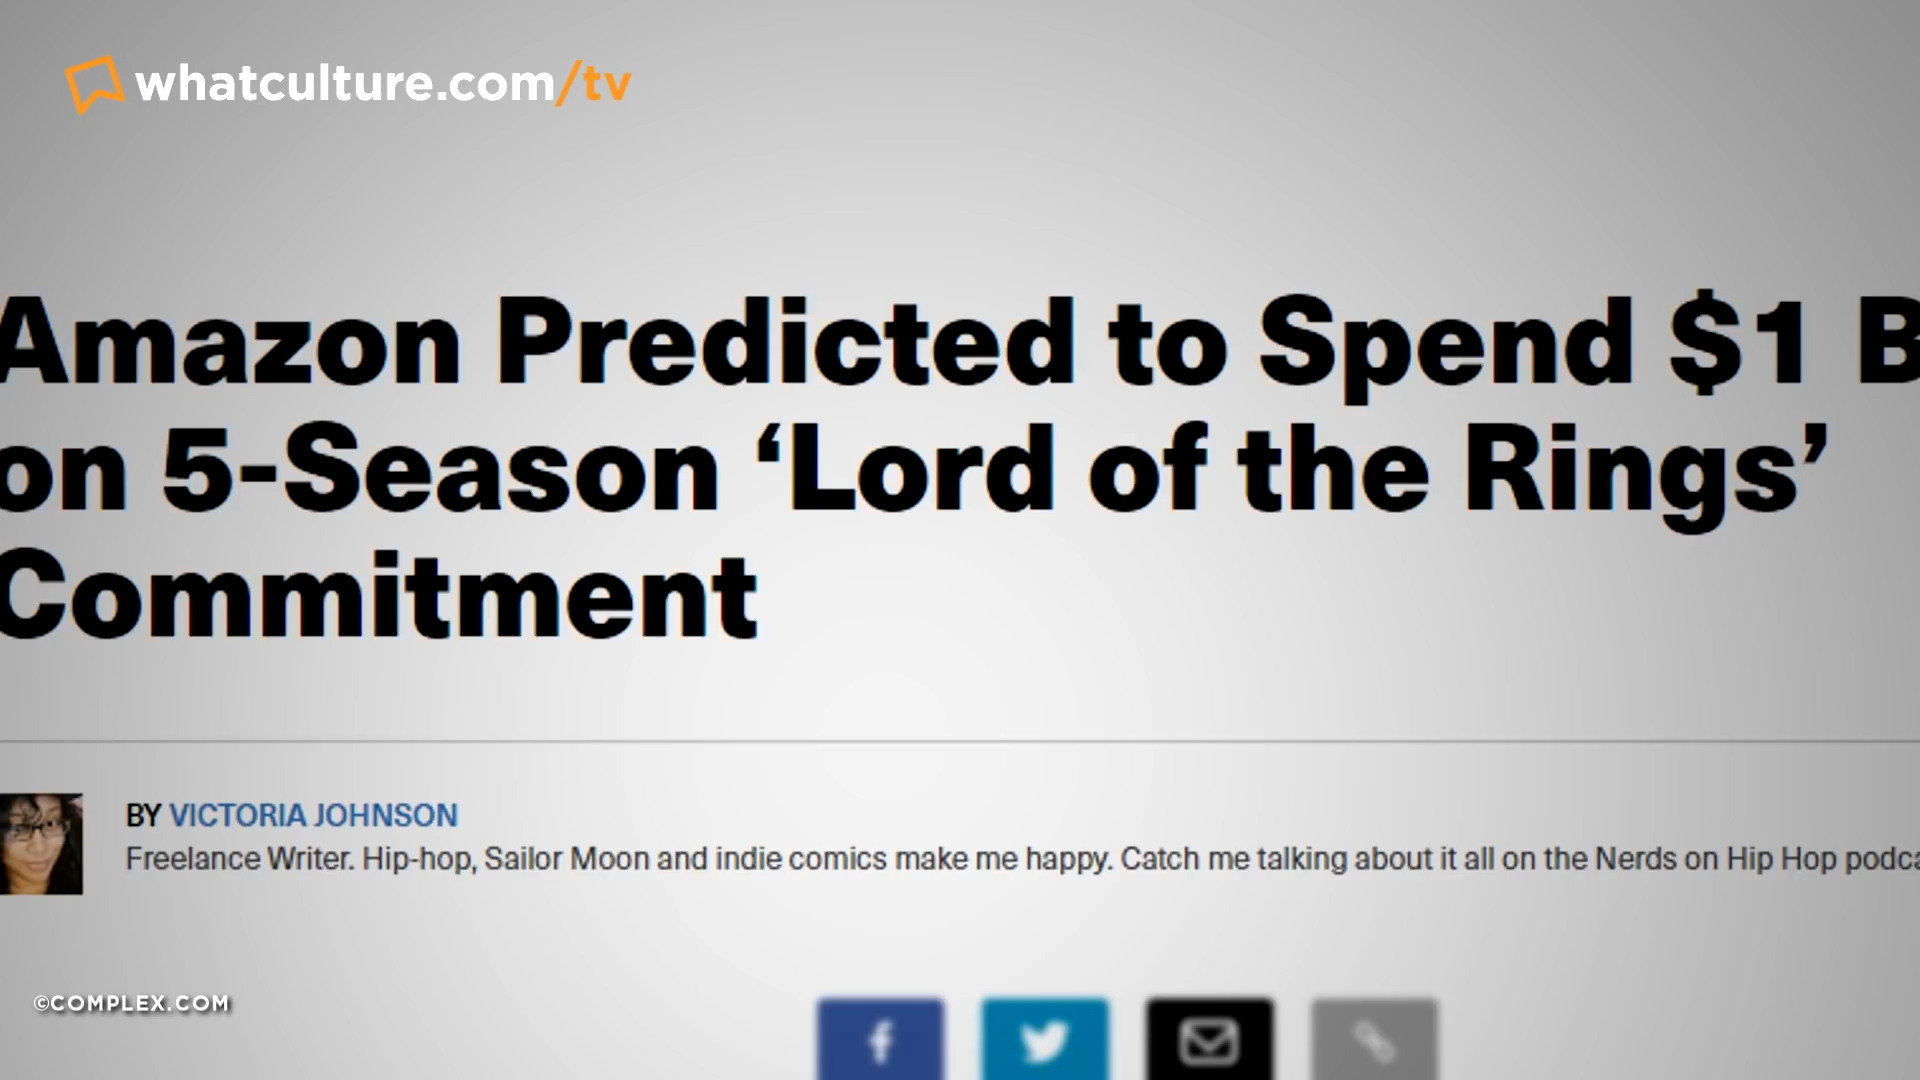 whatculture.com/tv
Amazon Predicted to Spend $1 B
on 5-Season ‘Lord of the Rings’
Commitment
BY VICTORIA JOHNSON
Freelance Writer. Hip-hop, Sailor Moon and indie comics make me happy. Catch me talking about it all on the Nerds on Hip Hop podca
©COMPLEX.COM